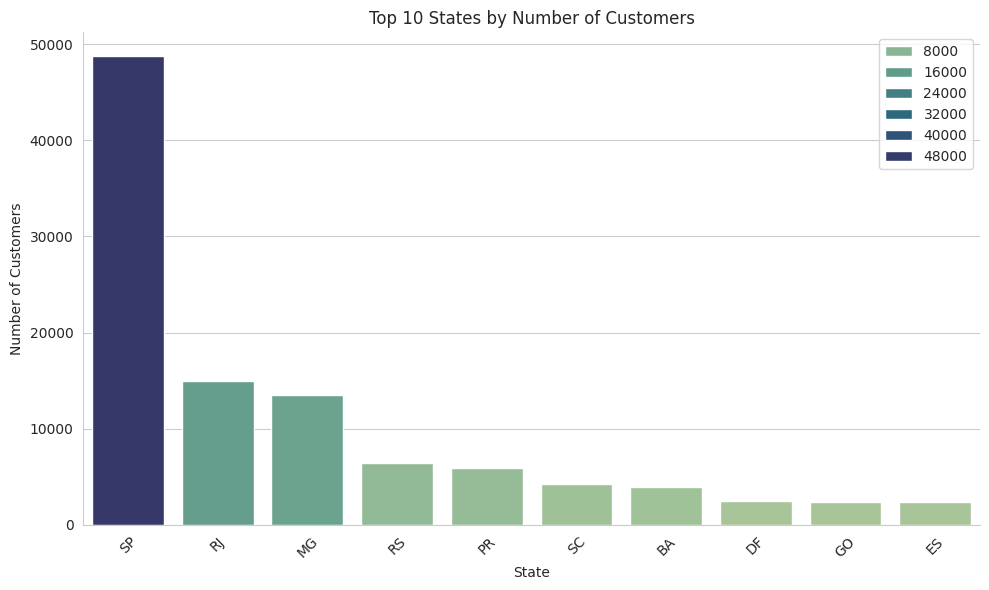 Top 10 States by Number of Customers
8000
16000
24000
32000
40000
48000
Number of Customers
50000
40000
30000
20000
10000
0
SP
RJ
MG
RS
PR
SC
BA
DF
GO
ES
State